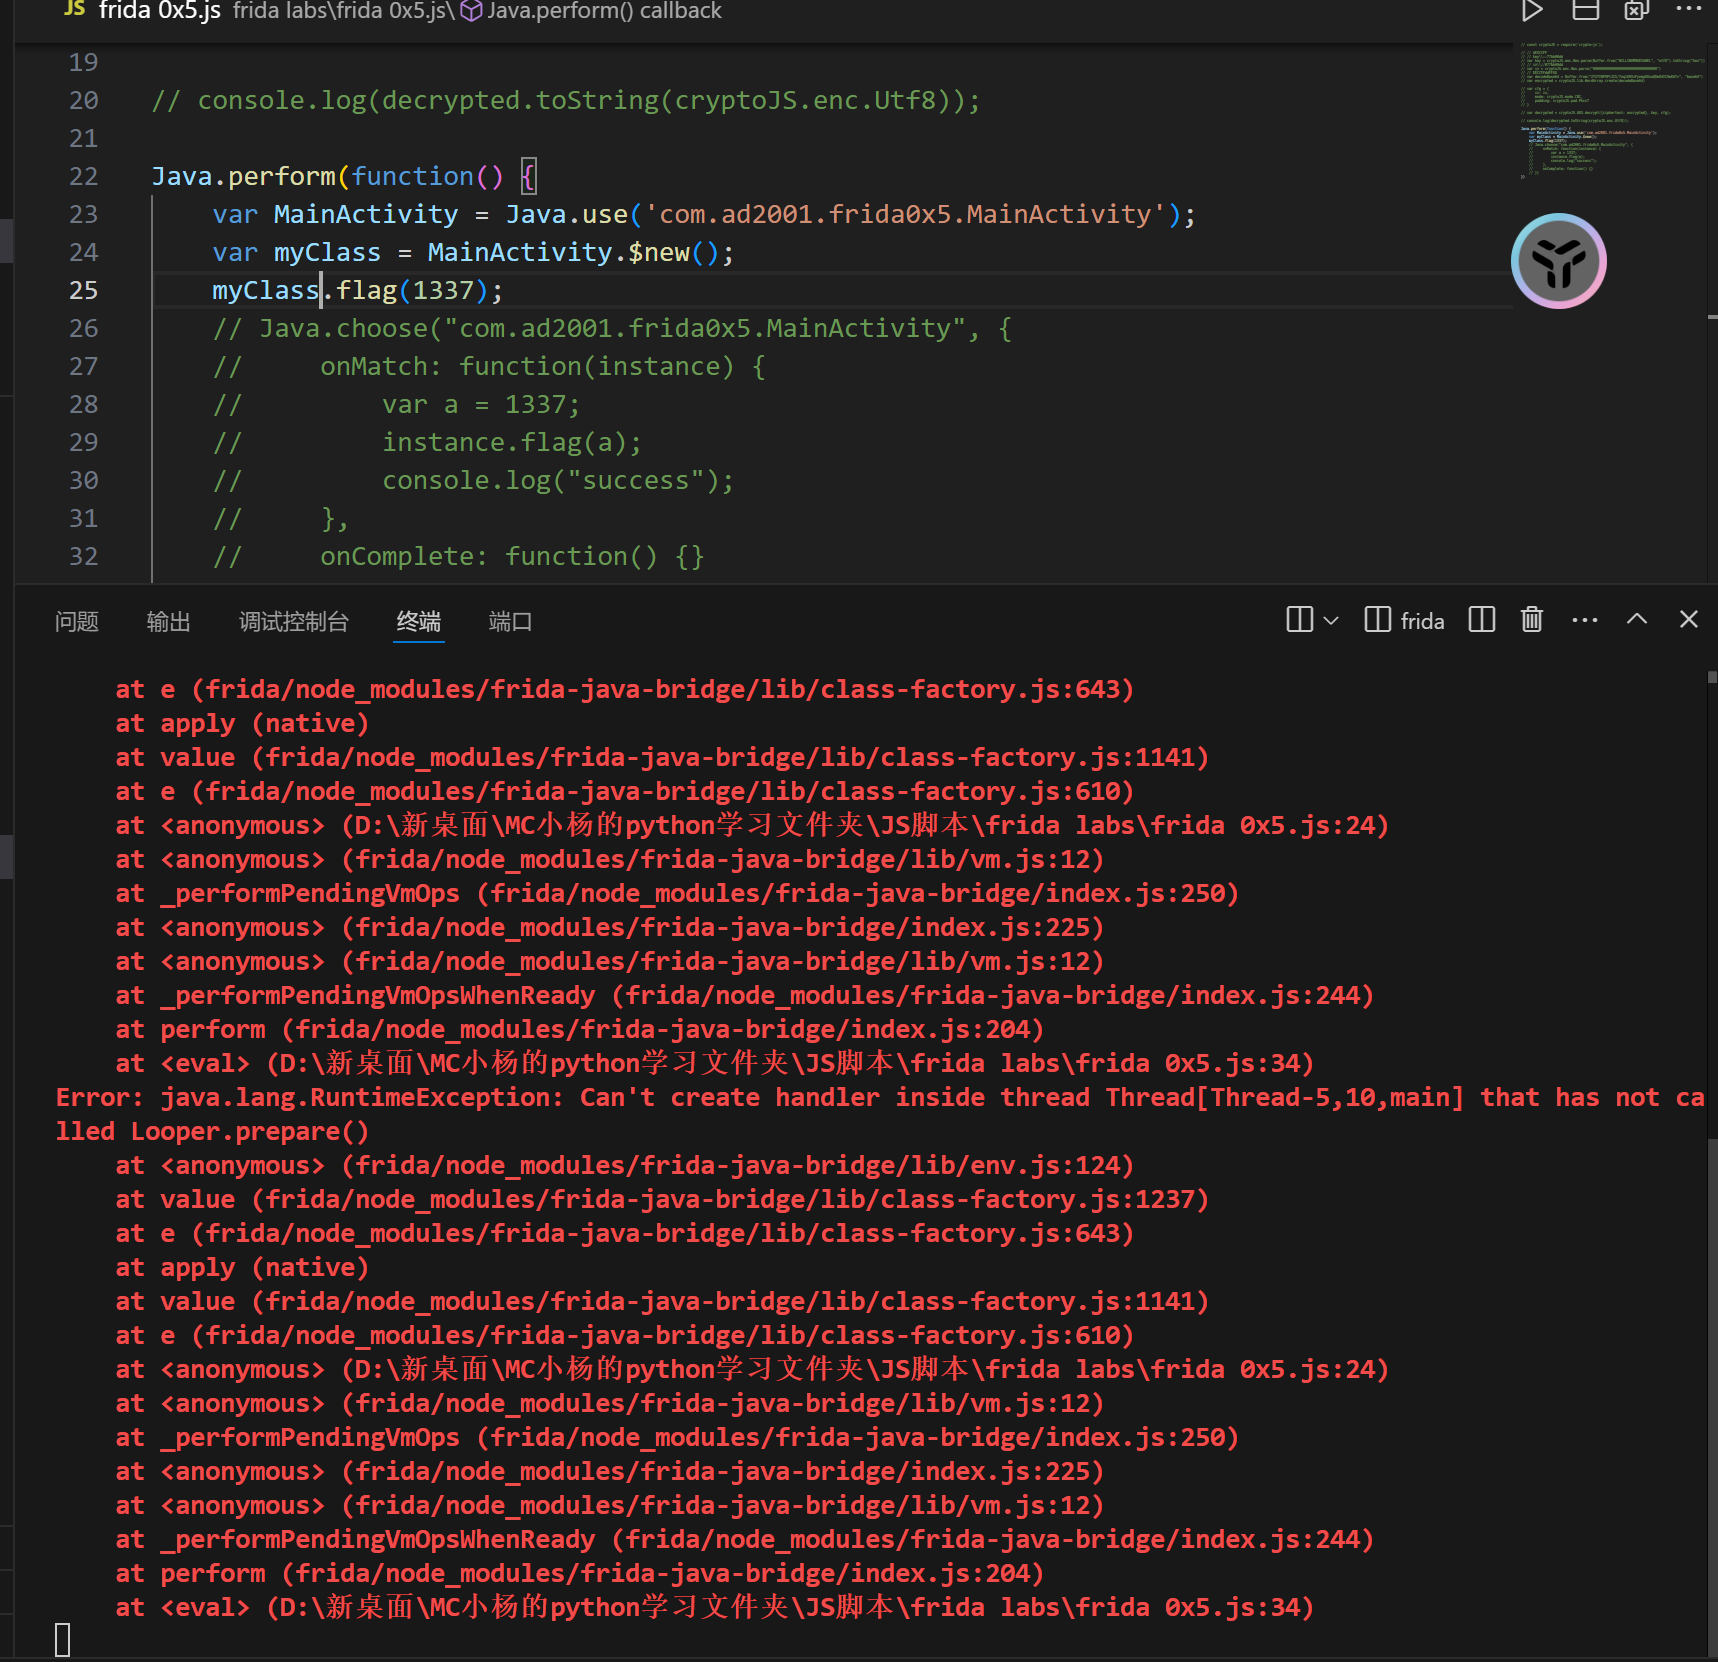 JS frida 0x5.js frida labs\frida 0x5.js\ Java.perform() callback
19
20 // console.log(decrypted.toString(cryptoJS.enc.Utf8));
21
22 Java.perform(function() {
23 var MainActivity = Java.use('com.ad2001.frida0x5.MainActivity');
24 var myClass = MainActivity.$new();
25 myClass.flag(1337);
26 // Java.choose("com.ad2001.frida0x5.MainActivity", {
27 // onMatch: function(instance) {
28 // var a = 1337;
29 // instance.flag(a);
30 // console.log("success");
31 // },
32 // onComplete: function() {}
问题 输出 调试控制台 终端 端口 frida
at e (frida/node_modules/frida-java-bridge/lib/class-factory.js:643)
at apply (native)
at value (frida/node_modules/frida-java-bridge/lib/class-factory.js:1141)
at e (frida/node_modules/frida-java-bridge/lib/class-factory.js:610)
at <anonymous> (D:\新桌面\MC小杨的python学习文件夹\JS脚本\frida labs\frida 0x5.js:24)
at <anonymous> (frida/node_modules/frida-java-bridge/lib/vm.js:12)
at _performPendingVmOps (frida/node_modules/frida-java-bridge/index.js:250)
at <anonymous> (frida/node_modules/frida-java-bridge/index.js:225)
at <anonymous> (frida/node_modules/frida-java-bridge/lib/vm.js:12)
at _performPendingVmOpsWhenReady (frida/node_modules/frida-java-bridge/index.js:244)
at perform (frida/node_modules/frida-java-bridge/index.js:204)
at <eval> (D:\新桌面\MC小杨的python学习文件夹\JS脚本\frida labs\frida 0x5.js:34)
Error: java.lang.RuntimeException: Can't create handler inside thread Thread[Thread-5,10,main] that has not ca
lled Looper.prepare()
at <anonymous> (frida/node_modules/frida-java-bridge/lib/env.js:124)
at value (frida/node_modules/frida-java-bridge/lib/class-factory.js:1237)
at e (frida/node_modules/frida-java-bridge/lib/class-factory.js:643)
at apply (native)
at value (frida/node_modules/frida-java-bridge/lib/class-factory.js:1141)
at e (frida/node_modules/frida-java-bridge/lib/class-factory.js:610)
at <anonymous> (D:\新桌面\MC小杨的python学习文件夹\JS脚本\frida labs\frida 0x5.js:24)
at <anonymous> (frida/node_modules/frida-java-bridge/lib/vm.js:12)
at _performPendingVmOps (frida/node_modules/frida-java-bridge/index.js:250)
at <anonymous> (frida/node_modules/frida-java-bridge/index.js:225)
at <anonymous> (frida/node_modules/frida-java-bridge/lib/vm.js:12)
at _performPendingVmOpsWhenReady (frida/node_modules/frida-java-bridge/index.js:244)
at perform (frida/node_modules/frida-java-bridge/index.js:204)
at <eval> (D:\新桌面\MC小杨的python学习文件夹\JS脚本\frida labs\frida 0x5.js:34)